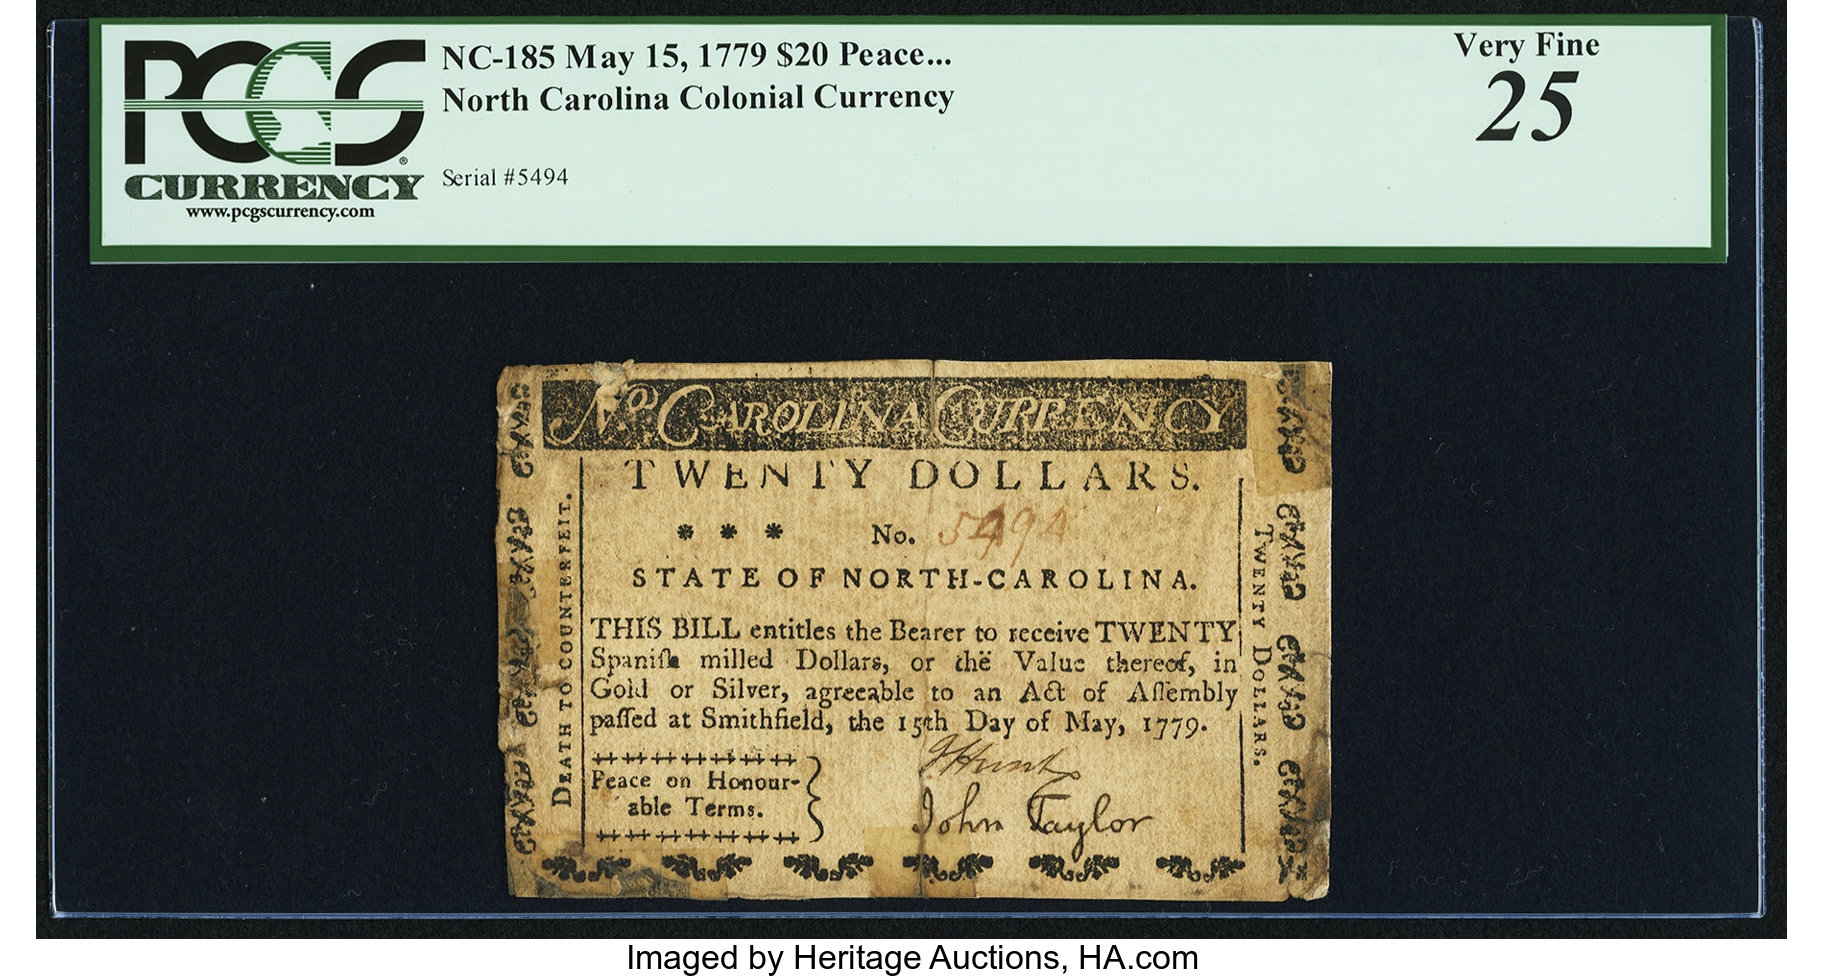 PCGS
CURRENCY
www.pcgscurrency.com
NC-185 May 15, 1779 $20 Peace...
North Carolina Colonial Currency
Serial #5494
Very Fine
25
No. CAROLINA CURRENCY
TWENTY DOLLARS.
* * * No. 5494
STATE OF NORTH-CAROLINA.
THIS BILL entitles the Bearer to receive TWENTY
Spaniſh milled Dollars, or the Value thereof, in
Gold or Silver, agreeable to an Act of Aſſembly
paſſed at Smithfield, the 15th Day of May, 1779.
Peace on Honour-
able Terms.
J Hunt
John Taylor
DEATH TO COUNTERFEIT.
TWENTY DOLLARS.
Imaged by Heritage Auctions, HA.com